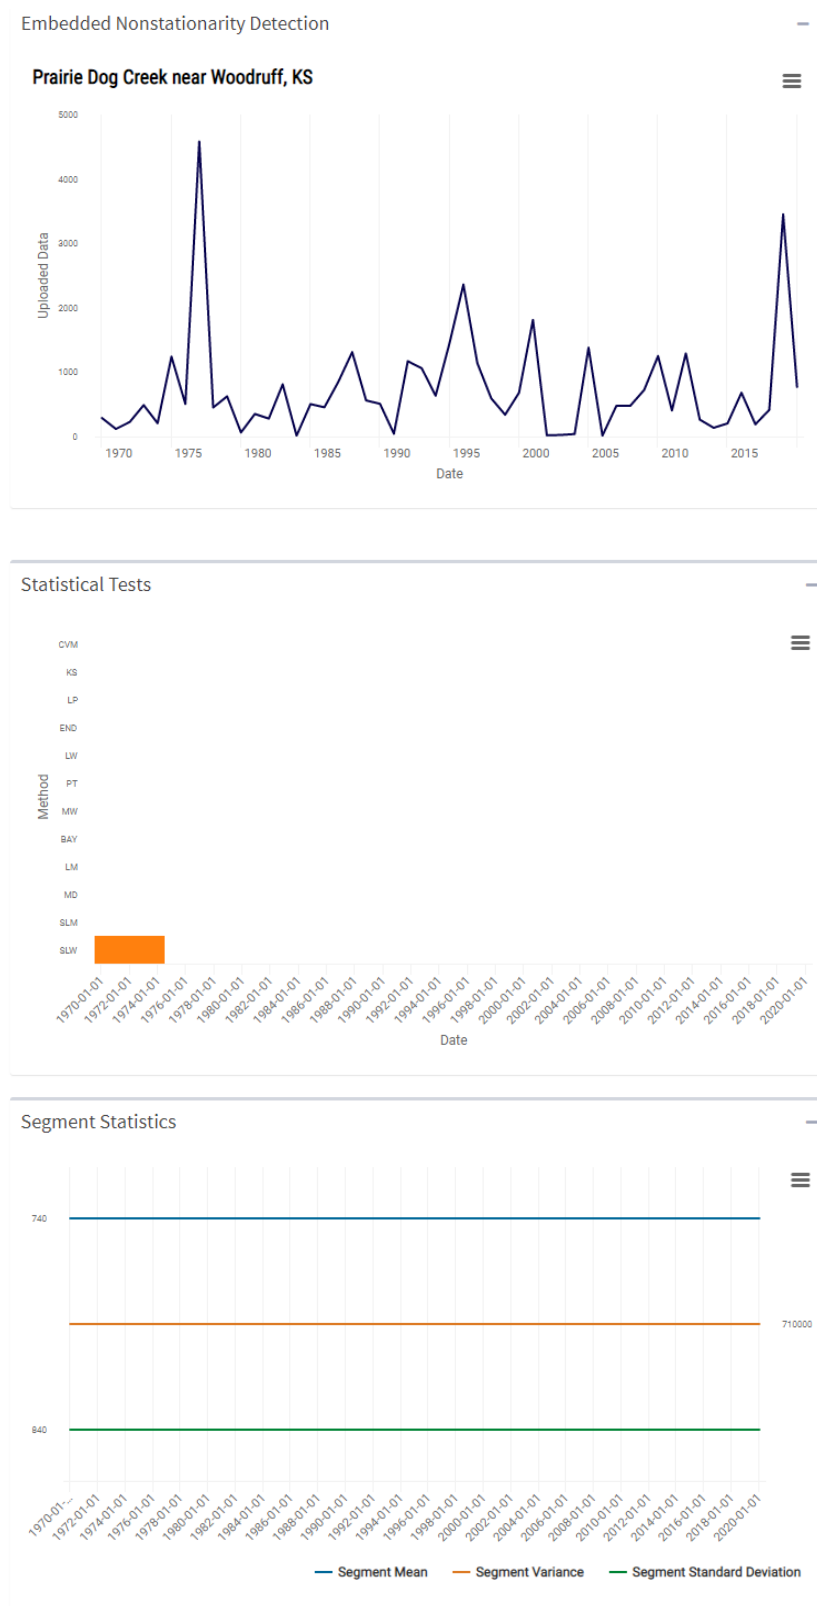 Embedded Nonstationarity Detection
Prairie Dog Creek near Woodruff, KS
5000
4000
3000
2000
1000
0
Uploaded Data
1970 1975 1980 1985 1990 1995 2000 2005 2010 2015
Date
Statistical Tests
CVM
KS
LP
END
LW
PT
MW
BAY
LM
MD
SLM
SLW
Method
1970-01-01 1972-01-01 1974-01-01 1976-01-01 1978-01-01 1980-01-01 1982-01-01 1984-01-01 1986-01-01 1988-01-01 1990-01-01 1992-01-01 1994-01-01 1996-01-01 1998-01-01 2000-01-01 2002-01-01 2004-01-01 2006-01-01 2008-01-01 2010-01-01 2012-01-01 2014-01-01 2016-01-01 2018-01-01 2020-01-01
Date
Segment Statistics
740
710000
840
1970-01-... 1972-01-01 1974-01-01 1976-01-01 1978-01-01 1980-01-01 1982-01-01 1984-01-01 1986-01-01 1988-01-01 1990-01-01 1992-01-01 1994-01-01 1996-01-01 1998-01-01 2000-01-01 2002-01-01 2004-01-01 2006-01-01 2008-01-01 2010-01-01 2012-01-01 2014-01-01 2016-01-01 2018-01-01 2020-01-01
Segment Mean Segment Variance Segment Standard Deviation